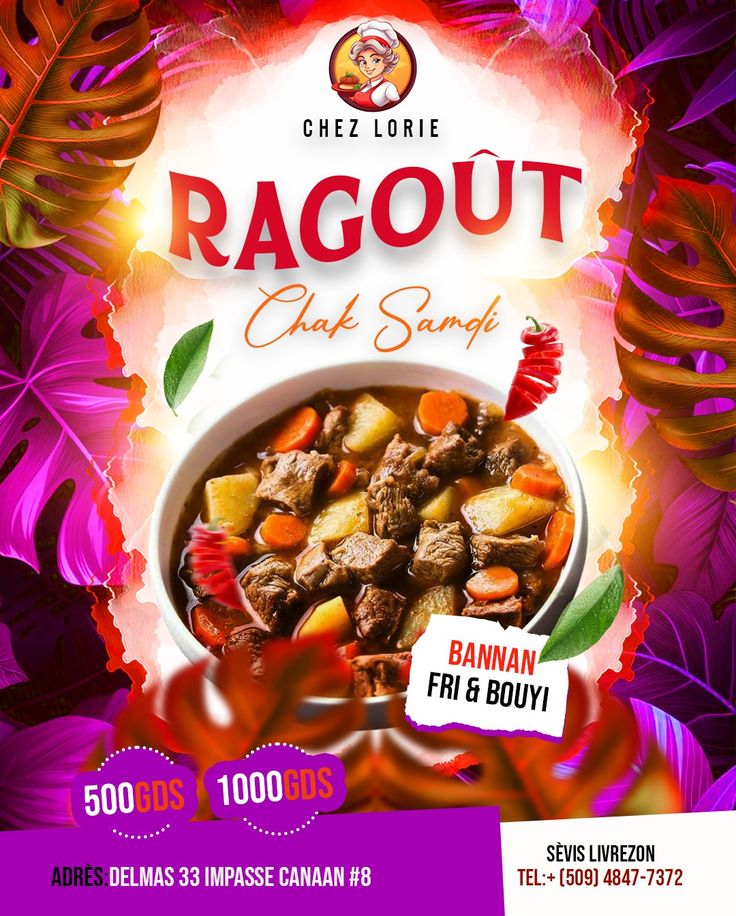 CHEZ LORIE
RAGOÛT
Chak Samdi
BANNAN
FRI & BOUYI
500GDS 1000GDS
ADRÈS:DELMAS 33 IMPASSE CANAAN #8
SÈVIS LIVREZON
TEL:+ (509) 4847-7372